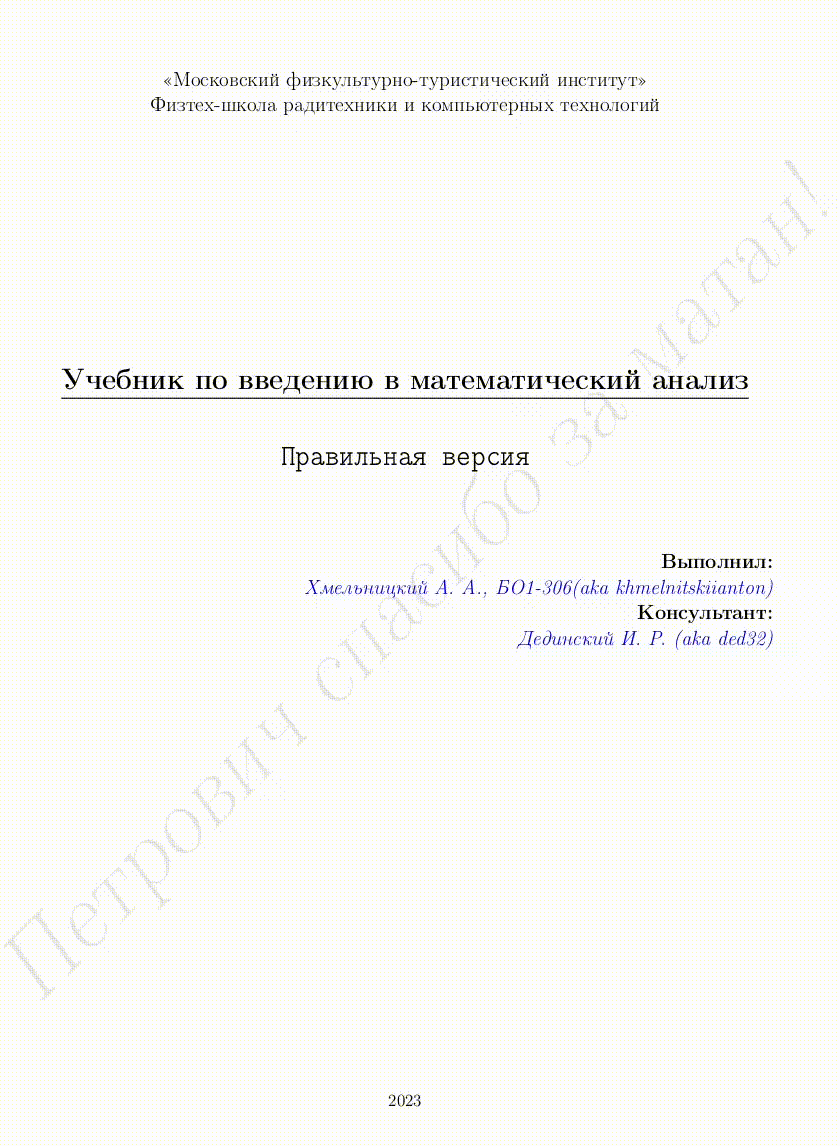 «Московский физкультурно-туристический институт»
Физтех-школа радитехники и компьютерных технологий
Учебник по введению в математический анализ
Правильная версия
Выполнил:
Хмельницкий А. А., БО1-306(aka khmelnitskiianton)
Консультант:
Дединский И. Р. (aka ded32)
Петрович спасибо за матан!
2023